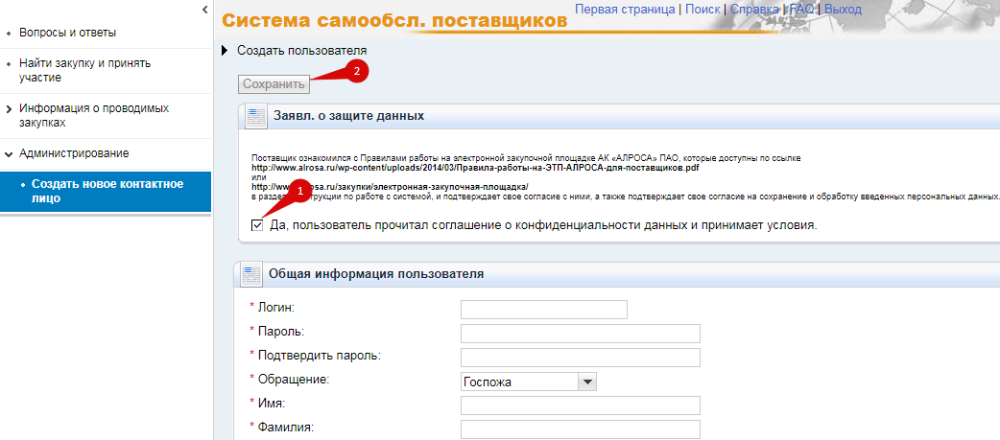 Вопросы и ответы
Найти закупку и принять
участие
Информация о проводимых
закупках
Администрирование
Создать новое контактное
лицо
Система самообсл. поставщиков
Первая страница | Поиск | Справка | FAQ | Выход
Создать пользователя
Сохранить
2
Заявл. о защите данных
Поставщик ознакомился с Правилами работы на электронной закупочной площадке АК «АЛРОСА» ПАО, которые доступны по ссылке
http://www.alrosa.ru/wp-content/uploads/2014/03/Правила-работы-на-ЭТП-АЛРОСА-для-поставщиков.pdf
или
http://www.alrosa.ru/закупки/электронная-закупочная-площадка/
1
в разделе по работе с системой, и подтверждает свое согласие с ними, а также подтверждает свое согласие на сохранение и обработку введенных персональных данных.
Да, пользователь прочитал соглашение о конфиденциальности данных и принимает условия.
Общая информация пользователя
* Логин:
* Пароль:
* Подтвердить пароль:
* Обращение:
Госпожа
* Имя:
* Фамилия: